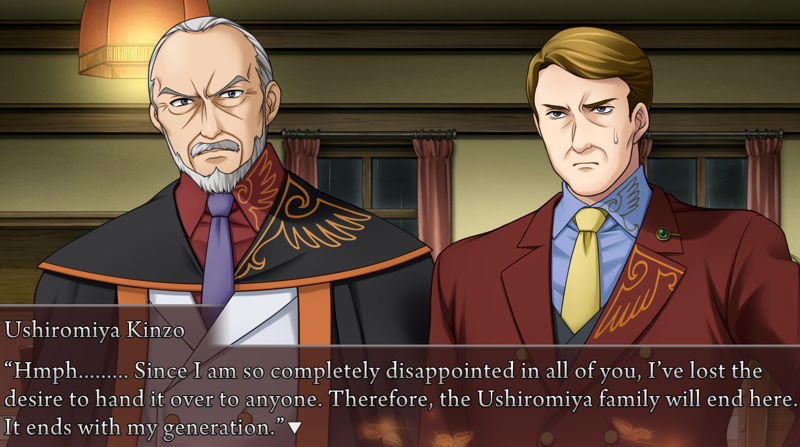 Ushiromiya Kinzo
“Hmph......... Since I am so completely disappointed in all of you, I’ve lost the
desire to hand it over to anyone. Therefore, the Ushiromiya family will end here.
It ends with my generation.”▼